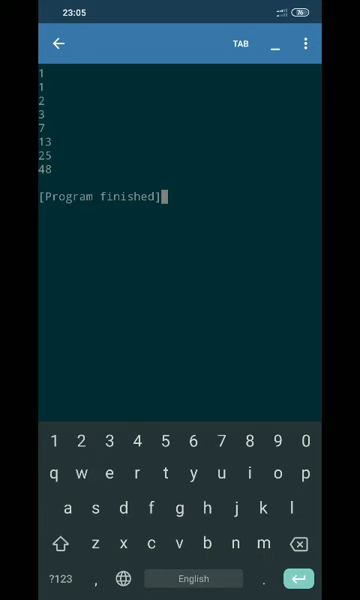 23:05
76
TAB
1
1
2
3
7
13
25
48
[Program finished]
1 2 3 4 5 6 7 8 9 0
q w e r t y u i o p
a s d f g h j k l
z x c v b n m
?123 , English .